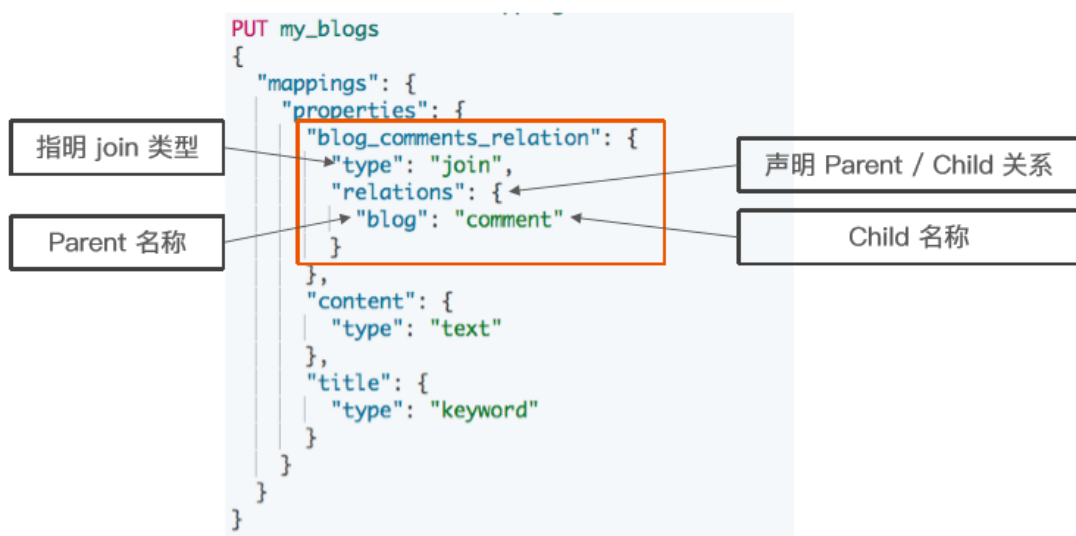 PUT my_blogs
{
"mappings": {
"properties": {
"blog_comments_relation": {
"type": "join",
"relations": {
"blog": "comment"
}
},
"content": {
"type": "text"
},
"title": {
"type": "keyword"
}
}
}
}
指明 join 类型
Parent 名称
声明 Parent / Child 关系
Child 名称